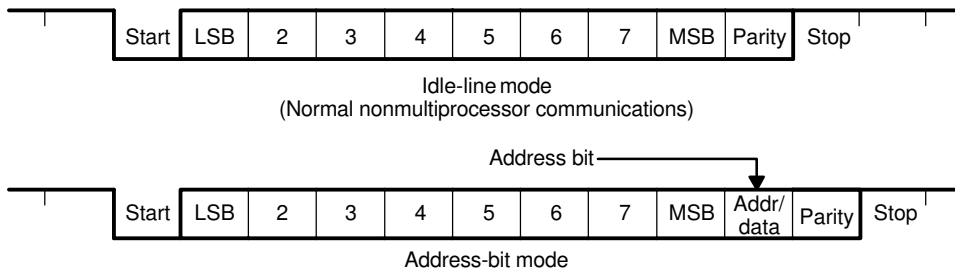 Start LSB 2 3 4 5 6 7 MSB Parity Stop
Idle-line mode
(Normal nonmultiprocessor communications)
Address bit
Start LSB 2 3 4 5 6 7 MSB Addr/ data Parity Stop
Address-bit mode